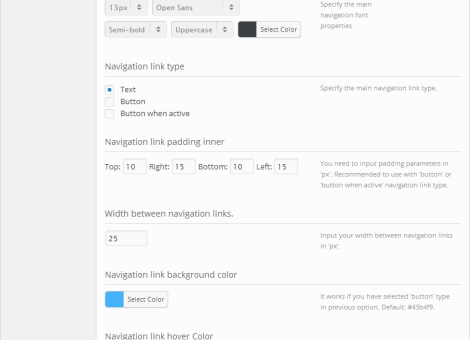 13px Open Sans
Specify the main
navigation font
properties
Semi-bold Uppercase Select Color
Navigation link type
Text
Button
Button when active
Specify the main navigation link type.
Navigation link padding inner
Top: 10 Right: 15 Bottom: 10 Left: 15
You need to input padding parameters in
'px'. Recommended to use with 'button' or
'button when active' navigation link type.
Width between navigation links.
25
Input your width between navigation links
in 'px'.
Navigation link background color
Select Color
It works if you have selected 'button' type
in previous option. Default: #43b4f9.
Navigation link hover Color